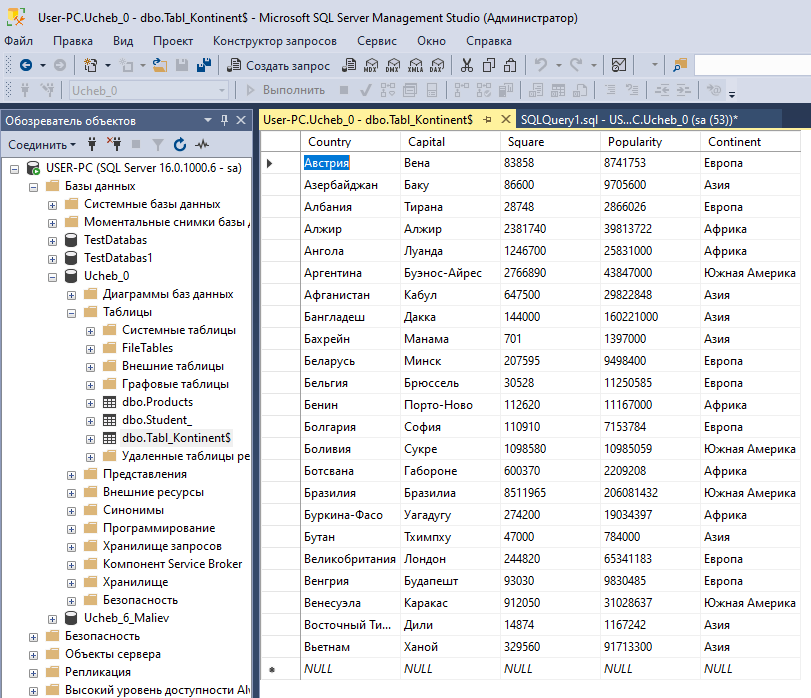 User-PC.Ucheb_0 - dbo.Tabl_Kontinent$ - Microsoft SQL Server Management Studio (Администратор)
Файл Правка Вид Проект Конструктор запросов Сервис Окно Справка
Создать запрос MDX DMX XMLA DAX
Ucheb_0 Выполнить
Обозреватель объектов
Соединить
USER-PC (SQL Server 16.0.1000.6 - sa)
Базы данных
Системные базы данных
Моментальные снимки базы
TestDatabas
TestDatabas1
Ucheb_0
Диаграммы баз данных
Таблицы
Системные таблицы
FileTables
Внешние таблицы
Графовые таблицы
dbo.Products
dbo.Student_
dbo.Tabl_Kontinent$
Удаленные таблицы ре
Представления
Внешние ресурсы
Синонимы
Программирование
Хранилище запросов
Компонент Service Broker
Хранилище
Безопасность
Ucheb_6_Maliev
Безопасность
Объекты сервера
Репликация
Высокий уровень доступности Al
User-PC.Ucheb_0 - dbo.Tabl_Kontinent$ SQLQuery1.sql - US...C.Ucheb_0 (sa (53))*
Country Capital Square Popularity Continent
Австрия Вена 83858 8741753 Европа
Азербайджан Баку 86600 9705600 Азия
Албания Тирана 28748 2866026 Европа
Алжир Алжир 2381740 39813722 Африка
Ангола Луанда 1246700 25831000 Африка
Аргентина Буэнос-Айрес 2766890 43847000 Южная Америка
Афганистан Кабул 647500 29822848 Азия
Бангладеш Дакка 144000 160221000 Азия
Бахрейн Манама 701 1397000 Азия
Беларусь Минск 207595 9498400 Европа
Бельгия Брюссель 30528 11250585 Европа
Бенин Порто-Ново 112620 11167000 Африка
Болгария София 110910 7153784 Европа
Боливия Сукре 1098580 10985059 Южная Америка
Ботсвана Габороне 600370 2209208 Африка
Бразилия Бразилиа 8511965 206081432 Южная Америка
Буркина-Фасо Уагадугу 274200 19034397 Африка
Бутан Тхимпху 47000 784000 Азия
Великобритания Лондон 244820 65341183 Европа
Венгрия Будапешт 93030 9830485 Европа
Венесуэла Каракас 912050 31028637 Южная Америка
Восточный Ти... Дили 14874 1167242 Азия
Вьетнам Ханой 329560 91713300 Азия
NULL NULL NULL NULL NULL